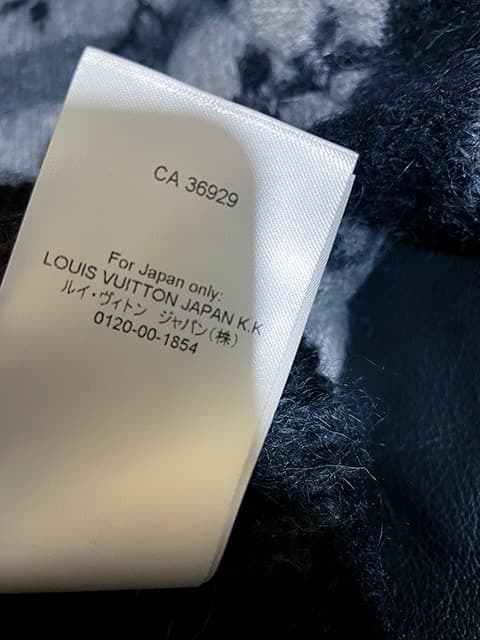 CA 36929
For Japan only:
LOUIS VUITTON JAPAN K.K
ルイ・ヴィトン ジャパン(株)
0120-00-1854